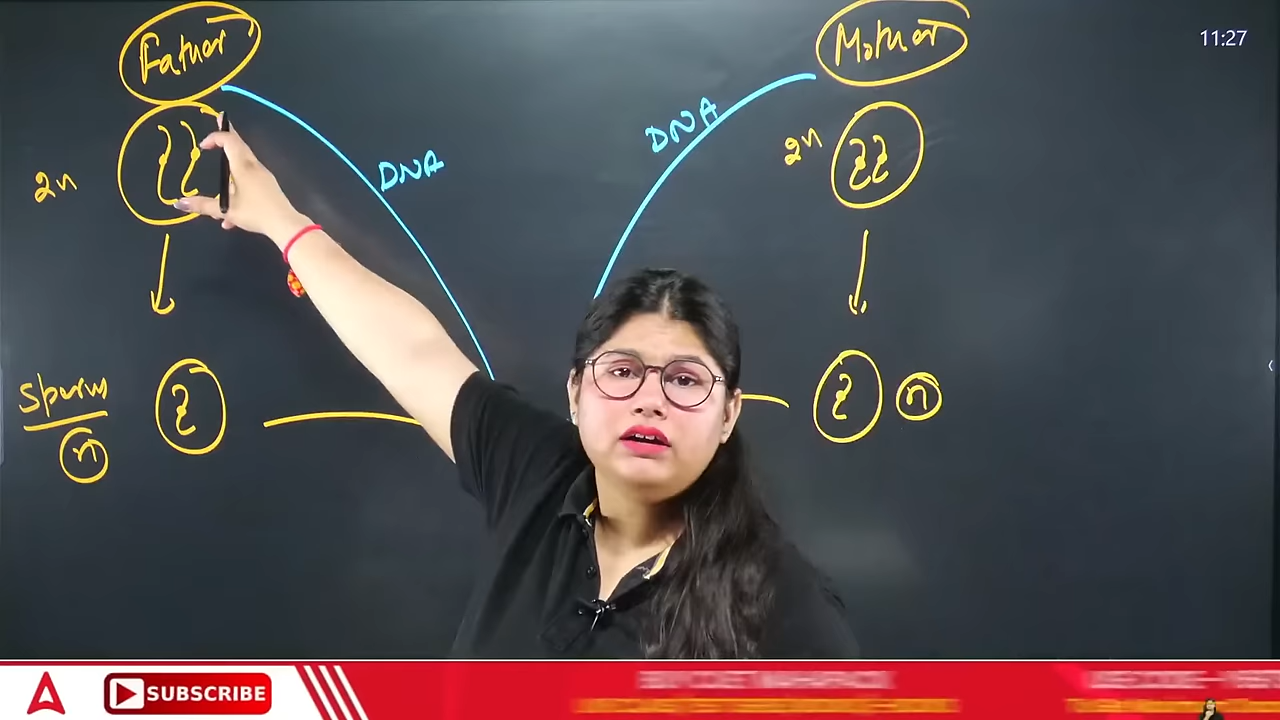 Father
Mother
11:27
DNA
DNA
2n
2n
Sperm
n
n
SUBSCRIBE